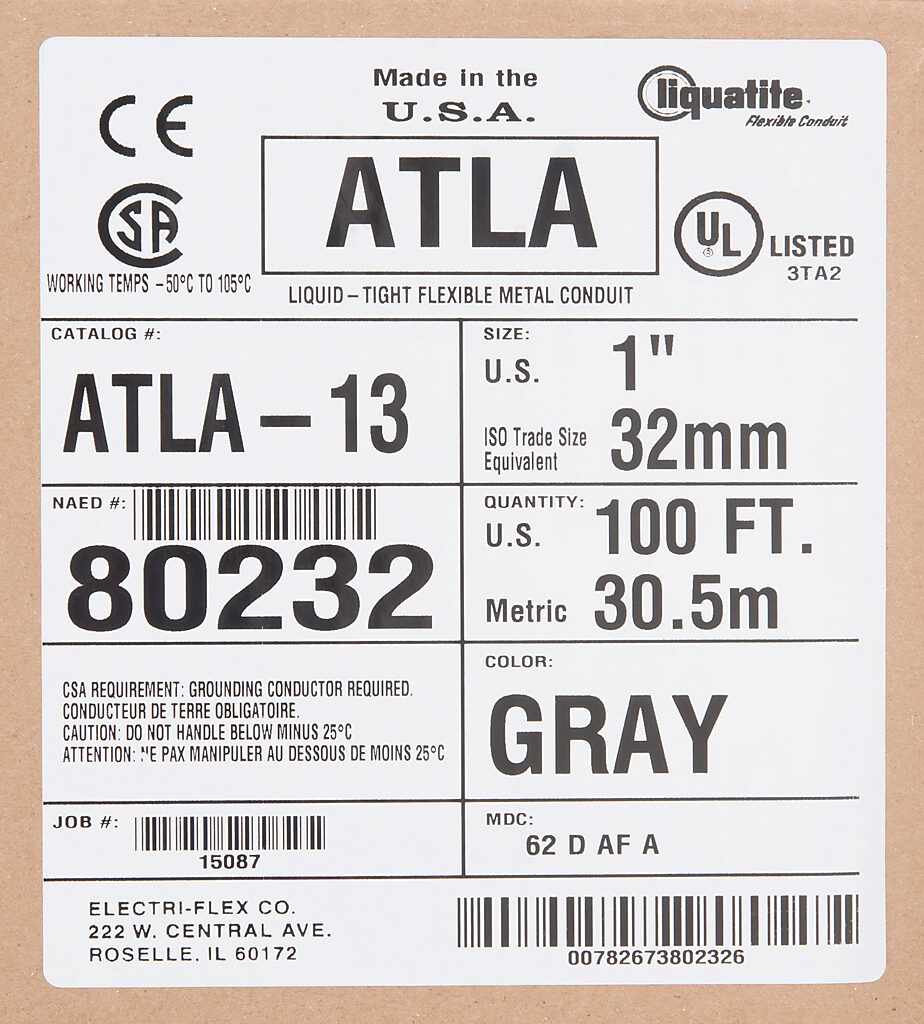 Made in the
U.S.A.
liquatite
Flexible Conduit
CE
ATLA
CSA
UL
LISTED
3TA2
WORKING TEMPS -50°C TO 105°C
LIQUID-TIGHT FLEXIBLE METAL CONDUIT
CATALOG #:
ATLA-13
SIZE:
U.S. 1"
ISO Trade Size
Equivalent 32mm
NAED #:
80232
QUANTITY:
U.S. 100 FT.
Metric 30.5m
CSA REQUIREMENT: GROUNDING CONDUCTOR REQUIRED.
CONDUCTEUR DE TERRE OBLIGATOIRE.
CAUTION: DO NOT HANDLE BELOW MINUS 25°C
ATTENTION: NE PAX MANIPULER AU DESSOUS DE MOINS 25°C
COLOR:
GRAY
JOB #:
15087
MDC:
62 D AF A
ELECTRI-FLEX CO.
222 W. CENTRAL AVE.
ROSELLE, IL 60172
00782673802326